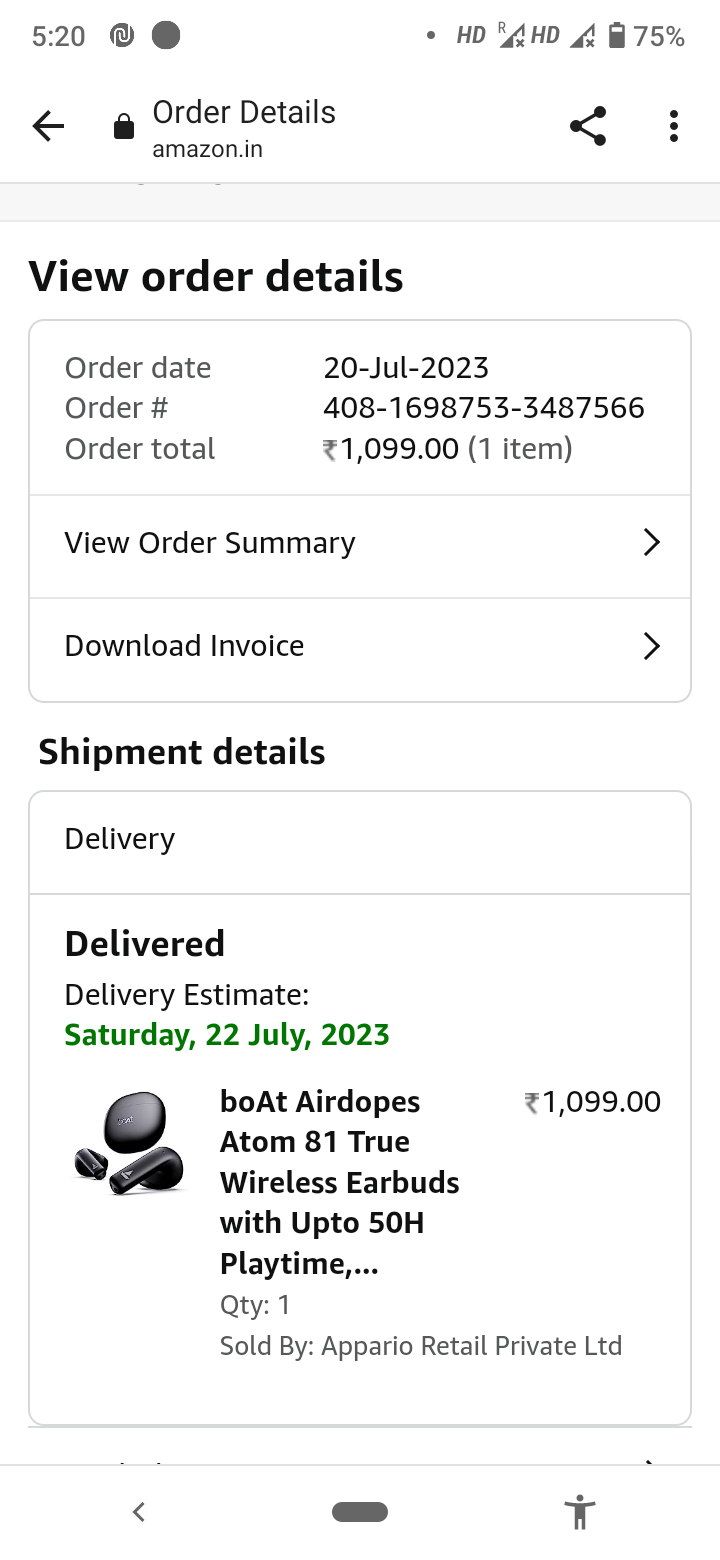 5:20 HD R HD 75%
Order Details
amazon.in
View order details
Order date 20-Jul-2023
Order # 408-1698753-3487566
Order total ₹1,099.00 (1 item)
View Order Summary
Download Invoice
Shipment details
Delivery
Delivered
Delivery Estimate:
Saturday, 22 July, 2023
boAt Airdopes ₹1,099.00
Atom 81 True
Wireless Earbuds
with Upto 50H
Playtime,...
Qty: 1
Sold By: Appario Retail Private Ltd
boAt